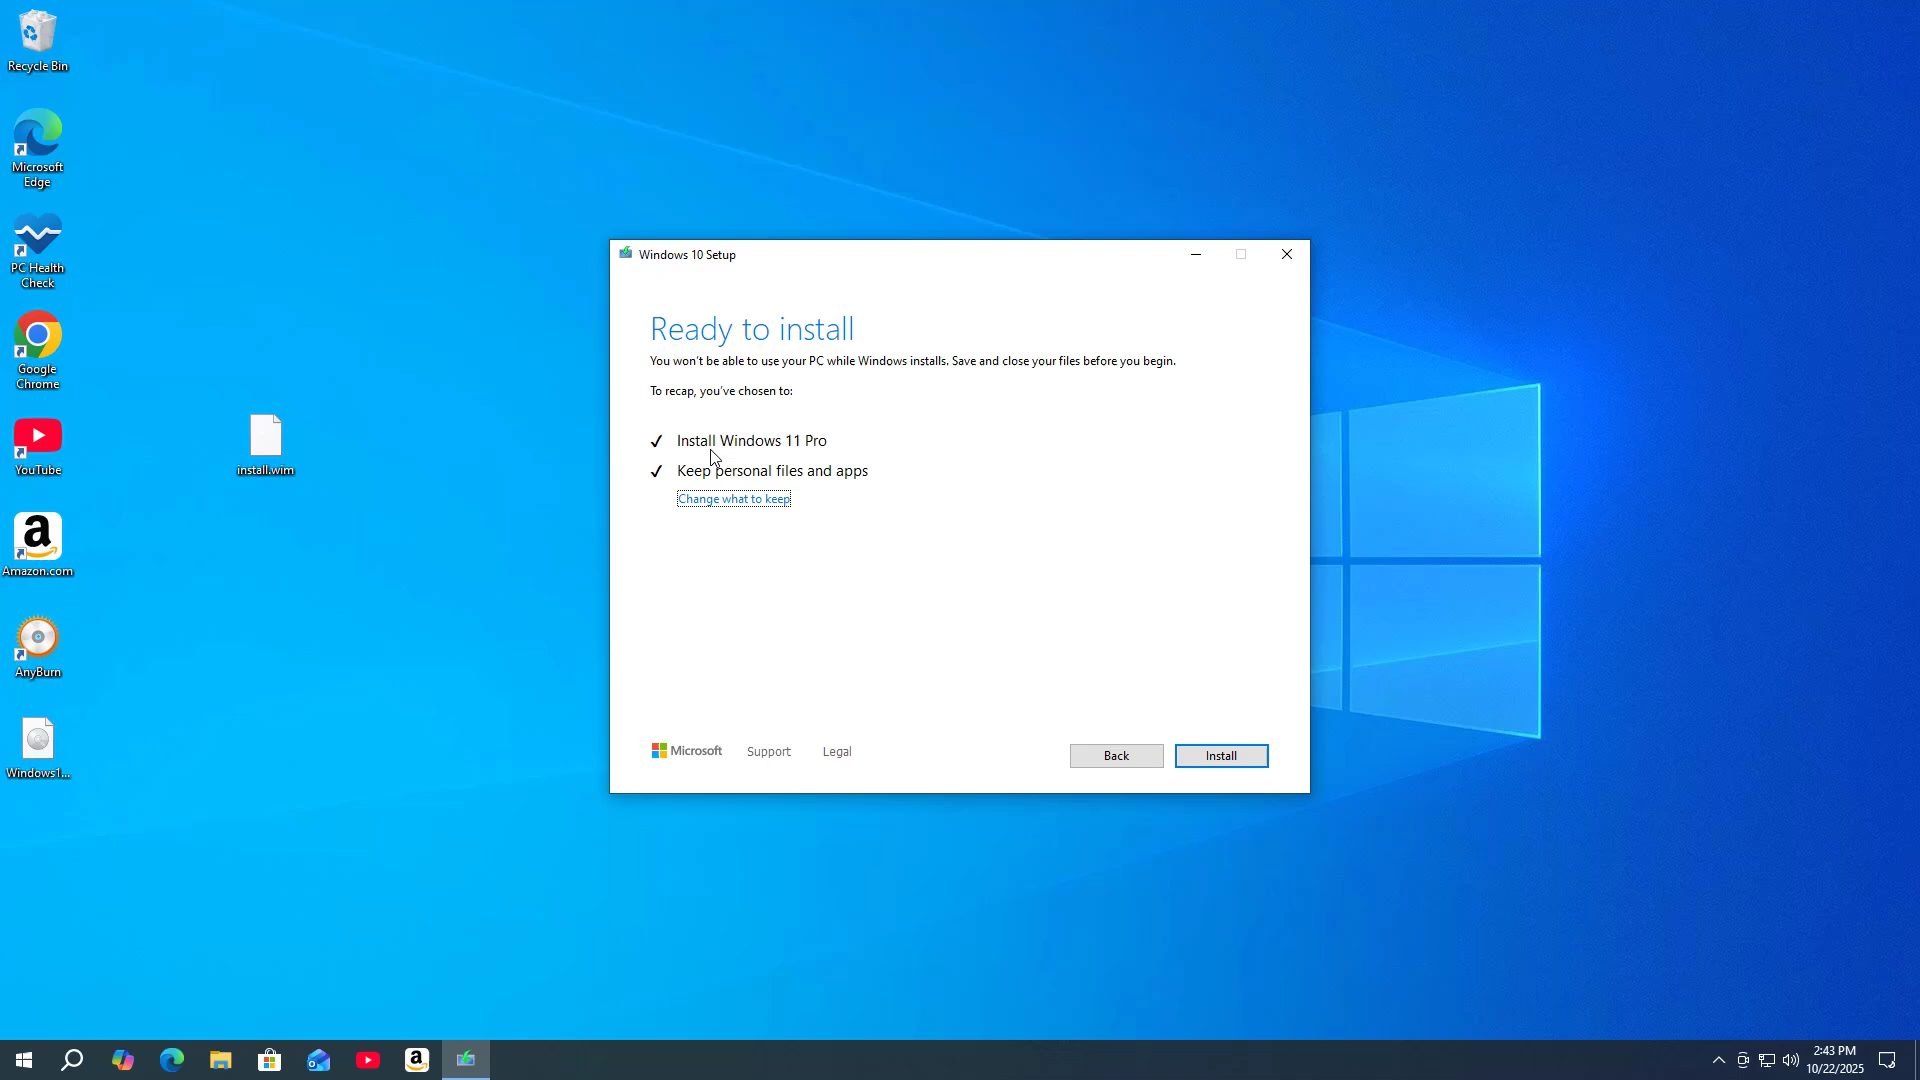 Recycle Bin
Microsoft
Edge
PC Health
Check
Google
Chrome
YouTube
install.wim
Amazon.com
AnyBurn
Windows1...
Windows 10 Setup
Ready to install
You won't be able to use your PC while Windows installs. Save and close your files before you begin.
To recap, you've chosen to:
✓ Install Windows 11 Pro
✓ Keep personal files and apps
Change what to keep
Microsoft Support Legal
Back Install
2:43 PM
10/22/2025